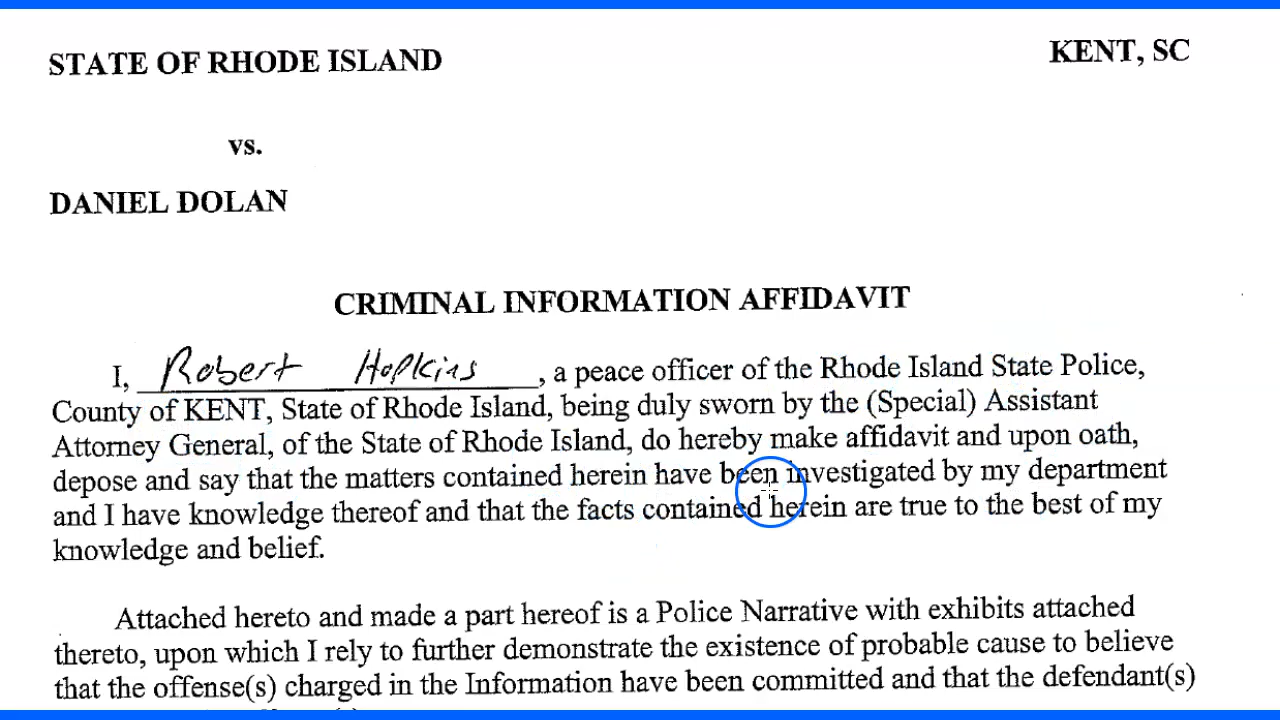 STATE OF RHODE ISLAND
KENT, SC
vs.
DANIEL DOLAN
CRIMINAL INFORMATION AFFIDAVIT
I, Robert Hopkins, a peace officer of the Rhode Island State Police,
County of KENT, State of Rhode Island, being duly sworn by the (Special) Assistant
Attorney General, of the State of Rhode Island, do hereby make affidavit and upon oath,
depose and say that the matters contained herein have been investigated by my department
and I have knowledge thereof and that the facts contained herein are true to the best of my
knowledge and belief.
Attached hereto and made a part hereof is a Police Narrative with exhibits attached
thereto, upon which I rely to further demonstrate the existence of probable cause to believe
that the offense(s) charged in the Information have been committed and that the defendant(s)